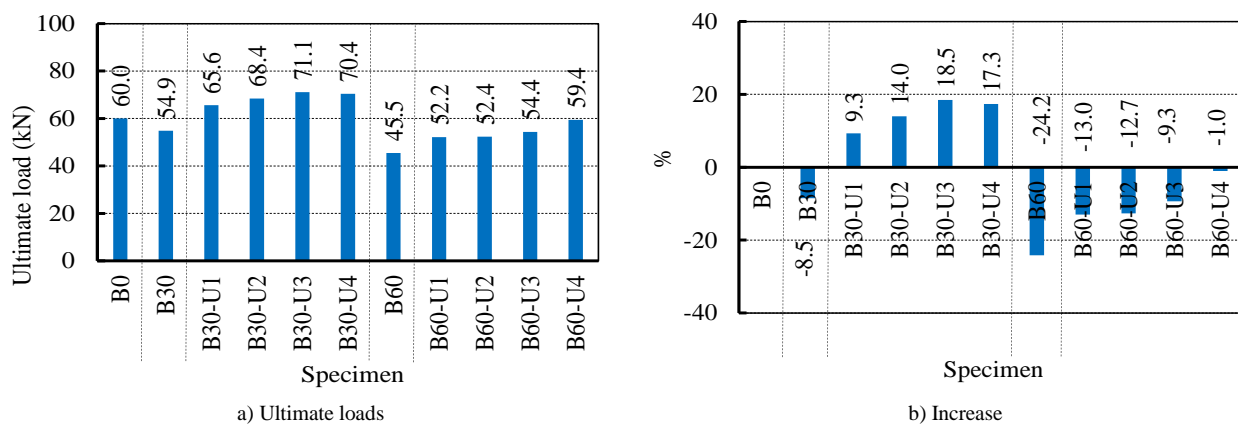 Ultimate load (kN)
100
80
60
40
20
0
60.0
54.9
65.6
68.4
71.1
70.4
45.5
52.2
52.4
54.4
59.4
B0
B30
B30-U1
B30-U2
B30-U3
B30-U4
B60
B60-U1
B60-U2
B60-U3
B60-U4
Specimen
a) Ultimate loads
%
40
20
0
-20
-40
-8.5
9.3
14.0
18.5
17.3
-24.2
-13.0
-12.7
-9.3
-1.0
B0
B30
B30-U1
B30-U2
B30-U3
B30-U4
B60
B60-U1
B60-U2
B60-U3
B60-U4
Specimen
b) Increase